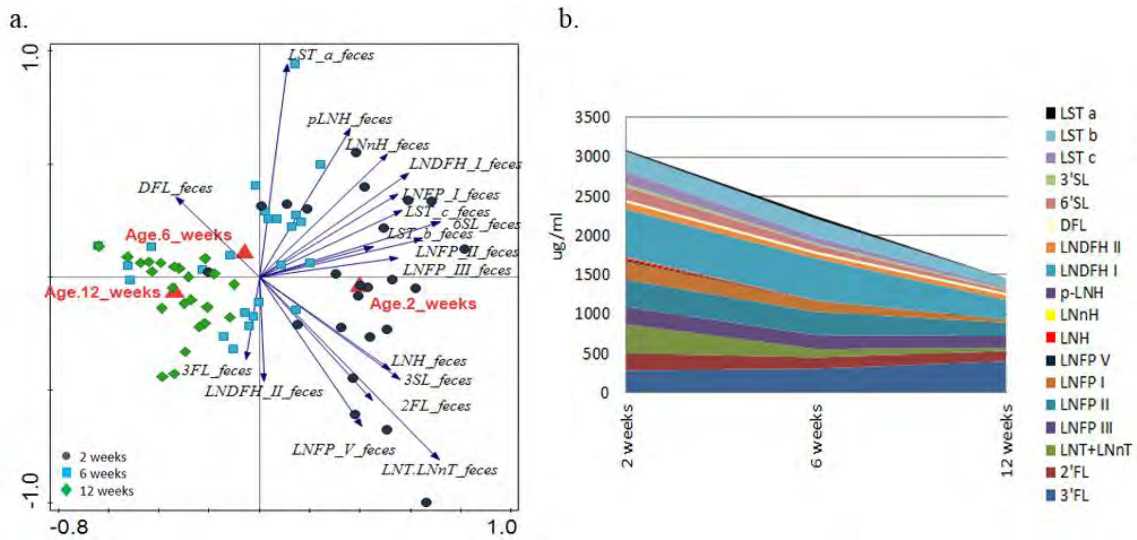 a.
1.0
-1.0
-0.8
1.0
LST_a_feces
pLNH_feces
LNnH_feces
LNDFH_I_feces
DFL_feces
LNFP_I_feces
LST_c_feces
6SL_feces
LST_b_feces
Age.6_weeks
LNFP_II_feces
LNFP_III_feces
Age.12_weeks
Age.2_weeks
3FL_feces
LNH_feces
LNDFH_II_feces
3SL_feces
2FL_feces
LNFP_V_feces
LNT.LNnT_feces
2 weeks
6 weeks
12 weeks
b.
ug/ml
3500
3000
2500
2000
1500
1000
500
0
2 weeks
6 weeks
12 weeks
LST a
LST b
LST c
3'SL
6'SL
DFL
LNDFH II
LNDFH I
p-LNH
LNnH
LNH
LNFP V
LNFP I
LNFP II
LNFP III
LNT+LNnT
2'FL
3'FL